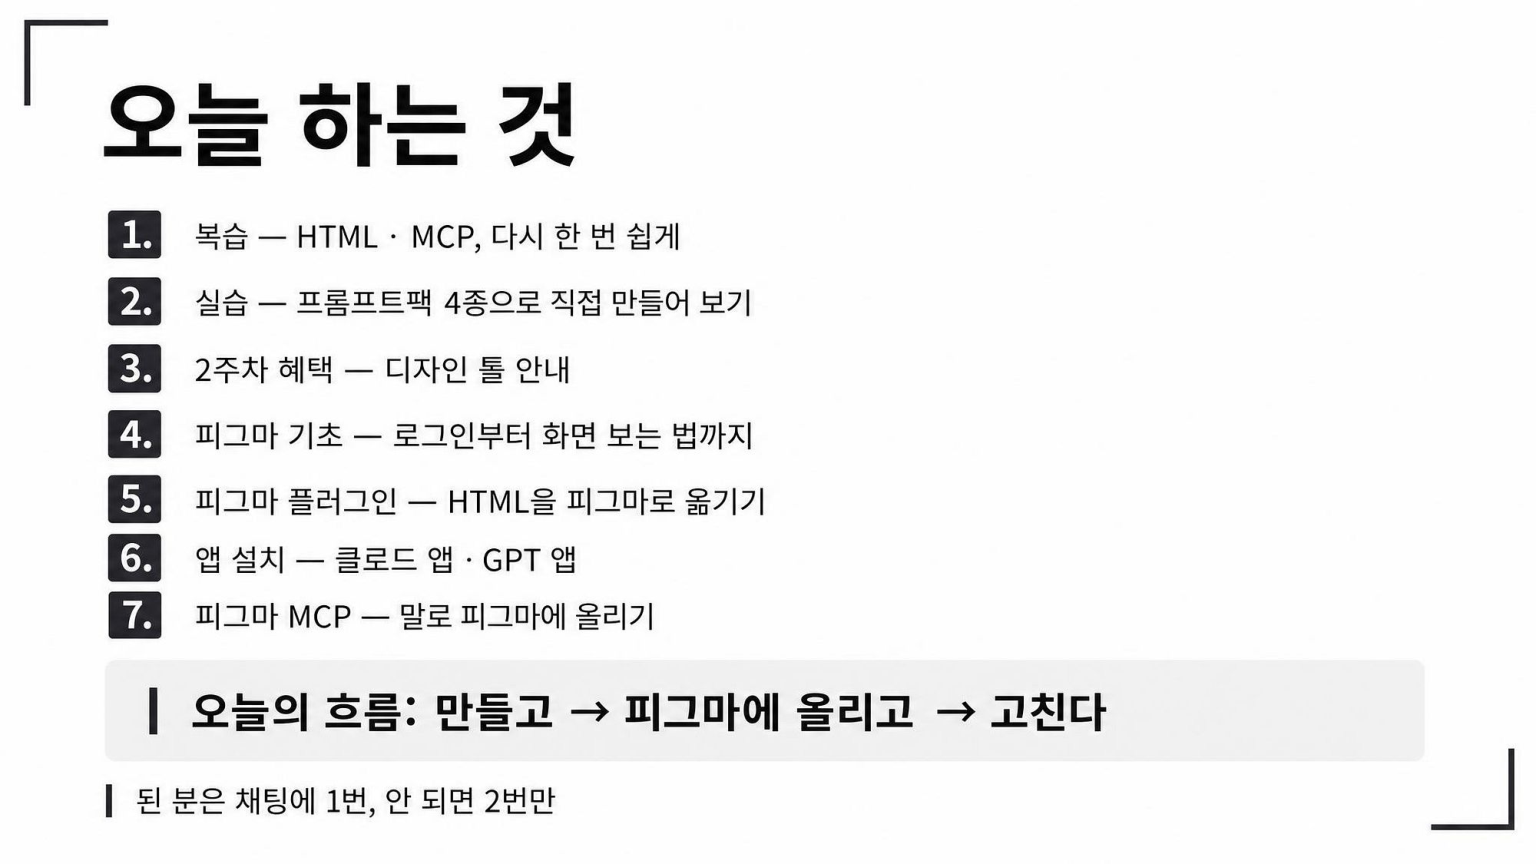 오늘 하는 것
1. 복습 — HTML · MCP, 다시 한 번 쉽게
2. 실습 — 프롬프트팩 4종으로 직접 만들어 보기
3. 2주차 혜택 — 디자인 톨 안내
4. 피그마 기초 — 로그인부터 화면 보는 법까지
5. 피그마 플러그인 — HTML을 피그마로 옮기기
6. 앱 설치 — 클로드 앱 · GPT 앱
7. 피그마 MCP — 말로 피그마에 올리기
오늘의 흐름: 만들고 → 피그마에 올리고 → 고친다
된 분은 채팅에 1번, 안 되면 2번만